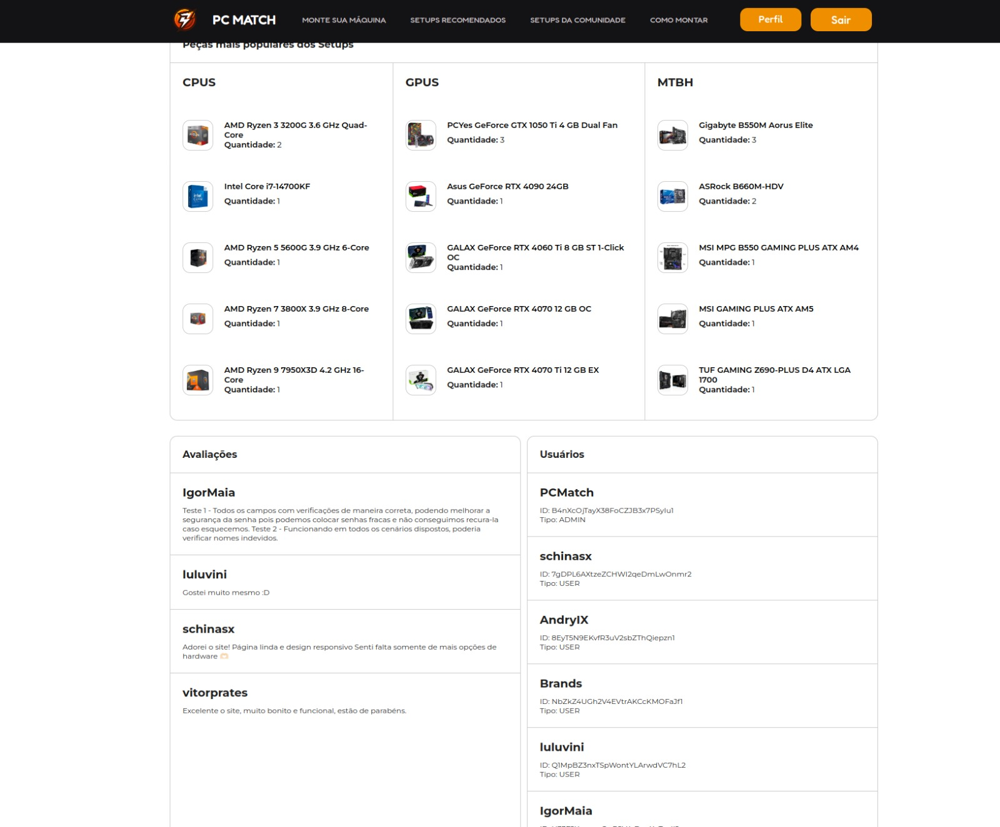 PC MATCH
MONTE SUA MÁQUINA
SETUPS RECOMENDADOS
SETUPS DA COMUNIDADE
COMO MONTAR
Perfil
Sair
Peças mais populares dos Setups
CPUS
AMD Ryzen 3 3200G 3.6 GHz Quad-
Core
Quantidade: 2
Intel Core i7-14700KF
Quantidade: 1
AMD Ryzen 5 5600G 3.9 GHz 6-Core
Quantidade: 1
AMD Ryzen 7 3800X 3.9 GHz 8-Core
Quantidade: 1
AMD Ryzen 9 7950X3D 4.2 GHz 16-
Core
Quantidade: 1
GPUS
PCYes GeForce GTX 1050 Ti 4 GB Dual Fan
Quantidade: 3
Asus GeForce RTX 4090 24GB
Quantidade: 1
GALAX GeForce RTX 4060 Ti 8 GB ST 1-Click
OC
Quantidade: 1
GALAX GeForce RTX 4070 12 GB OC
Quantidade: 1
GALAX GeForce RTX 4070 Ti 12 GB EX
Quantidade: 1
MTBH
Gigabyte B550M Aorus Elite
Quantidade: 3
ASRock B660M-HDV
Quantidade: 2
MSI MPG B550 GAMING PLUS ATX AM4
Quantidade: 1
MSI GAMING PLUS ATX AM5
Quantidade: 1
TUF GAMING Z690-PLUS D4 ATX LGA
1700
Quantidade: 1
Avaliações
IgorMaia
Teste 1 - Todos os campos com verificações de maneira correta, podendo melhorar a
segurança da senha pois podemos colocar senhas fracas e não conseguimos recura-la
caso esquecemos. Teste 2 - Funcionando em todos os cenários dispostos, poderia
verificar nomes indevidos.
luluvini
Gostei muito mesmo :D
schinasx
Adorei o site! Página linda e design responsivo Senti falta somente de mais opções de
hardware 🫶🏻
vitorprates
Excelente o site, muito bonito e funcional, estão de parabéns.
Usuários
PCMatch
ID: B4nXcOjTayX38FoCZJB3x7PSyIu1
Tipo: ADMIN
schinasx
ID: 7gDPL6AXtzeZCHWI2qeDmLwOnmr2
Tipo: USER
AndryIX
ID: 8EyT5N9EKvfR3uV2sbZThQiepzn1
Tipo: USER
Brands
ID: NbZkZ4UGh2V4EVtrAKCcKMOFaJf1
Tipo: USER
luluvini
ID: Q1MpBZ3nxTSpWontYLArwdVC7hL2
Tipo: USER
IgorMaia